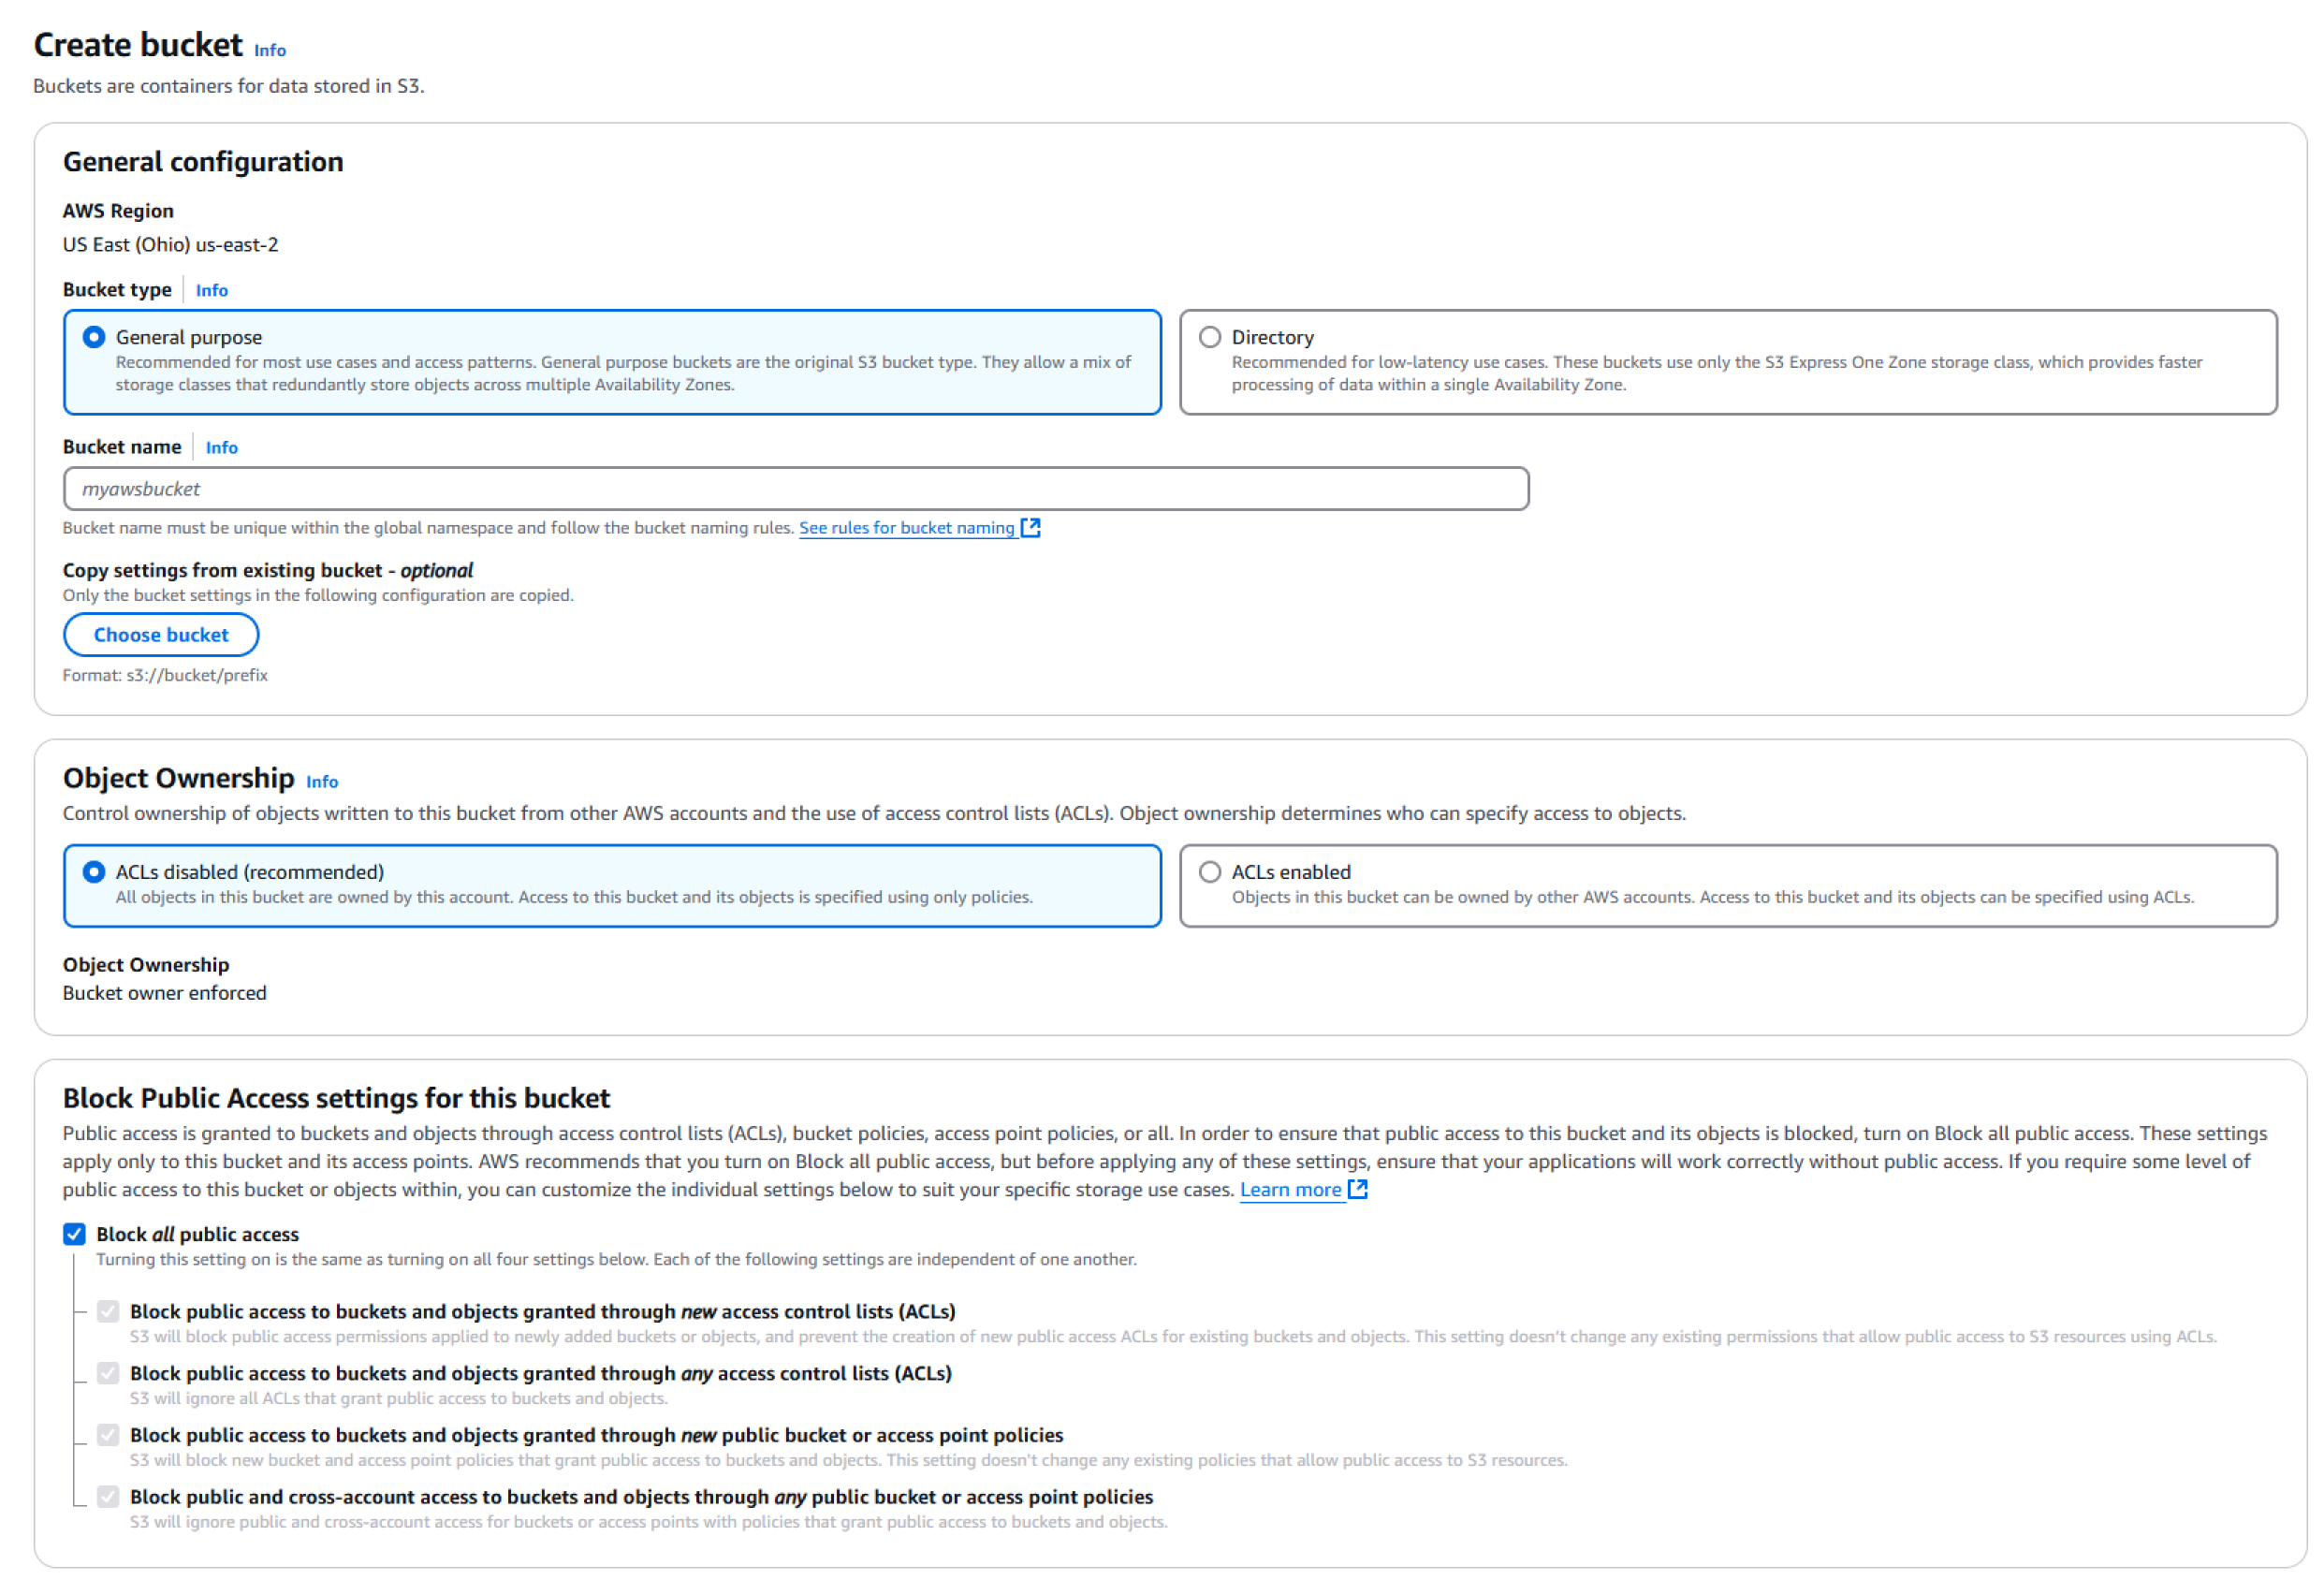 Create bucket Info
Buckets are containers for data stored in S3.
General configuration
AWS Region
US East (Ohio) us-east-2
Bucket type Info
General purpose
Recommended for most use cases and access patterns. General purpose buckets are the original S3 bucket type. They allow a mix of
storage classes that redundantly store objects across multiple Availability Zones.
Directory
Recommended for low-latency use cases. These buckets use only the S3 Express One Zone storage class, which provides faster
processing of data within a single Availability Zone.
Bucket name Info
myawsbucket
Bucket name must be unique within the global namespace and follow the bucket naming rules. See rules for bucket naming
Copy settings from existing bucket - optional
Only the bucket settings in the following configuration are copied.
Choose bucket
Format: s3://bucket/prefix
Object Ownership Info
Control ownership of objects written to this bucket from other AWS accounts and the use of access control lists (ACLs). Object ownership determines who can specify access to objects.
ACLs disabled (recommended)
All objects in this bucket are owned by this account. Access to this bucket and its objects is specified using only policies.
ACLs enabled
Objects in this bucket can be owned by other AWS accounts. Access to this bucket and its objects can be specified using ACLs.
Object Ownership
Bucket owner enforced
Block Public Access settings for this bucket
Public access is granted to buckets and objects through access control lists (ACLs), bucket policies, access point policies, or all. In order to ensure that public access to this bucket and its objects is blocked, turn on Block all public access. These settings
apply only to this bucket and its access points. AWS recommends that you turn on Block all public access, but before applying any of these settings, ensure that your applications will work correctly without public access. If you require some level of
public access to this bucket or objects within, you can customize the individual settings below to suit your specific storage use cases. Learn more
Block all public access
Turning this setting on is the same as turning on all four settings below. Each of the following settings are independent of one another.
Block public access to buckets and objects granted through new access control lists (ACLs)
S3 will block public access permissions applied to newly added buckets or objects, and prevent the creation of new public access ACLs for existing buckets and objects. This setting doesn't change any existing permissions that allow public access to S3 resources using ACLs.
Block public access to buckets and objects granted through any access control lists (ACLs)
S3 will ignore all ACLs that grant public access to buckets and objects.
Block public access to buckets and objects granted through new public bucket or access point policies
S3 will block new bucket and access point policies that grant public access to buckets and objects. This setting doesn't change any existing policies that allow public access to S3 resources.
Block public and cross-account access to buckets and objects through any public bucket or access point policies
S3 will ignore public and cross-account access for buckets or access points with policies that grant public access to buckets and objects.